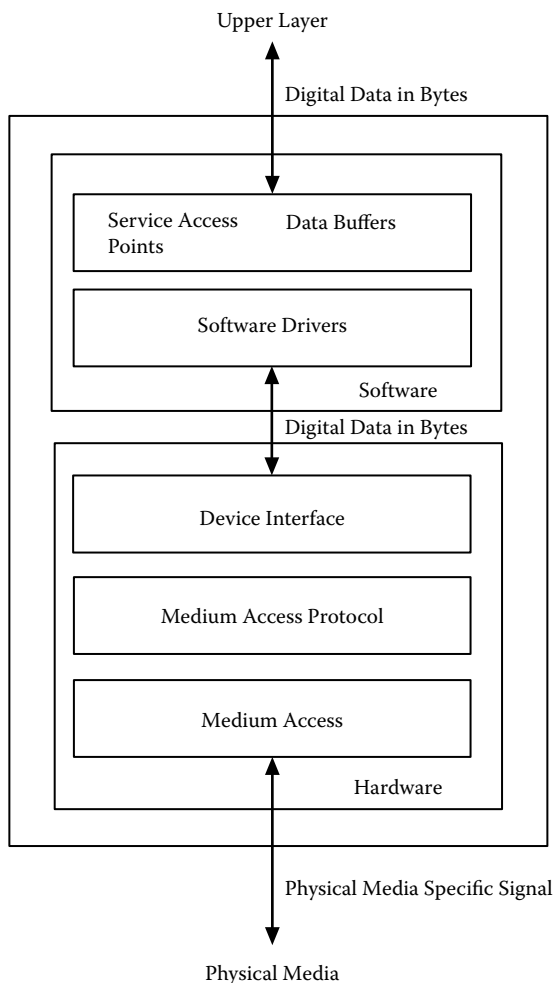 Upper Layer
Digital Data in Bytes
Service Access
Points
Data Buffers
Software Drivers
Software
Digital Data in Bytes
Device Interface
Medium Access Protocol
Medium Access
Hardware
Physical Media Specific Signal
Physical Media